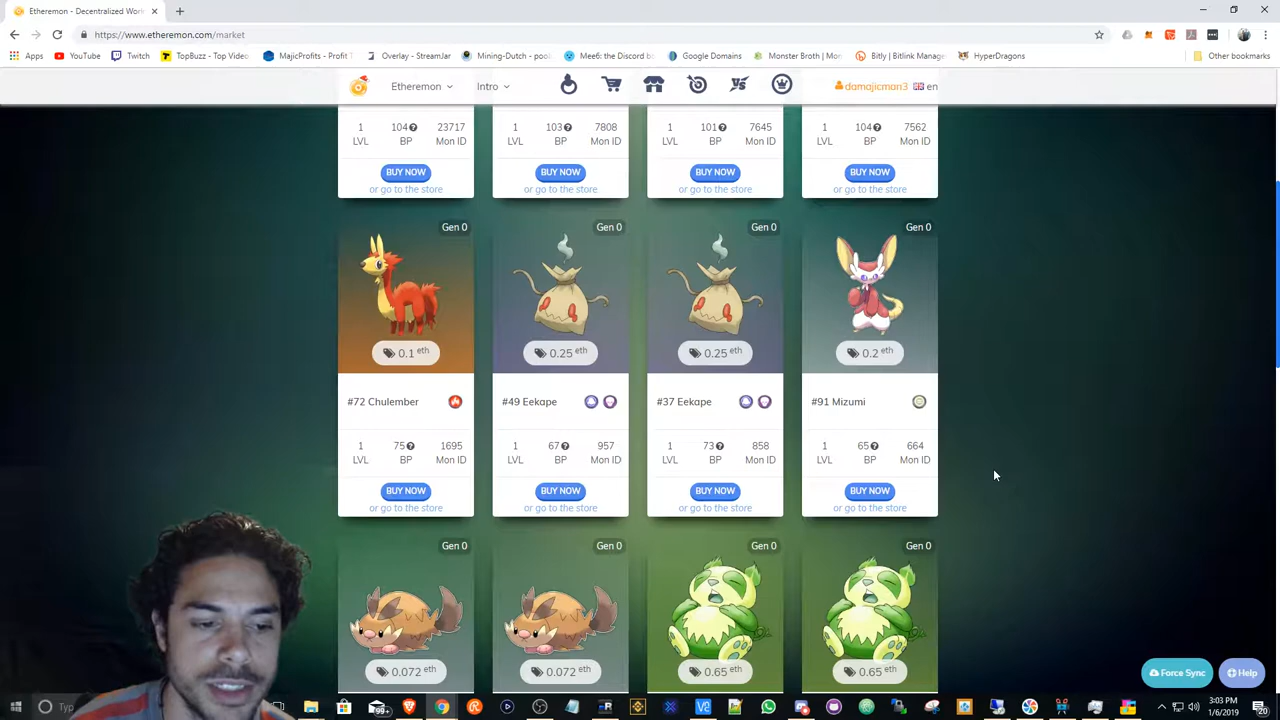 Etheremon - Decentralized Wor
https://www.etheremon.com/market
Apps YouTube Twitch TopBuzz - Top Video MajicProfits - Profit T Overlay - StreamJar Mining-Dutch - pool Mee6: the Discord b Google Domains Monster Broth | Mon Bitly | Bitlink Manage HyperDragons Other bookmarks
Etheremon Intro VS damajicman3 en
1 104 23717 1 103 7808 1 101 7645 1 104 7562
LVL BP Mon ID LVL BP Mon ID LVL BP Mon ID LVL BP Mon ID
BUY NOW BUY NOW BUY NOW BUY NOW
or go to the store or go to the store or go to the store or go to the store
Gen 0 Gen 0 Gen 0 Gen 0
0.1 eth 0.25 eth 0.25 eth 0.2 eth
#72 Chulember #49 Eekape #37 Eekape #91 Mizumi
1 75 1695 1 67 957 1 73 858 1 65 664
LVL BP Mon ID LVL BP Mon ID LVL BP Mon ID LVL BP Mon ID
BUY NOW BUY NOW BUY NOW BUY NOW
or go to the store or go to the store or go to the store or go to the store
Gen 0 Gen 0 Gen 0 Gen 0
0.072 eth 0.072 eth 0.65 eth 0.65 eth
Force Sync Help
Typ 99+ 3:03 PM
1/6/2019